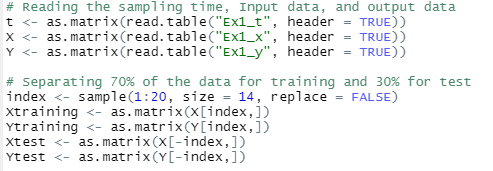 # Reading the sampling time, Input data, and output data
t <- as.matrix(read.table("Ex1_t", header = TRUE))
X <- as.matrix(read.table("Ex1_x", header = TRUE))
Y <- as.matrix(read.table("Ex1_y", header = TRUE))
# Separating 70% of the data for training and 30% for test
index <- sample(1:20, size = 14, replace = FALSE)
Xtraining <- as.matrix(X[index,])
Ytraining <- as.matrix(Y[index,])
Xtest <- as.matrix(X[-index,])
Ytest <- as.matrix(Y[-index,])